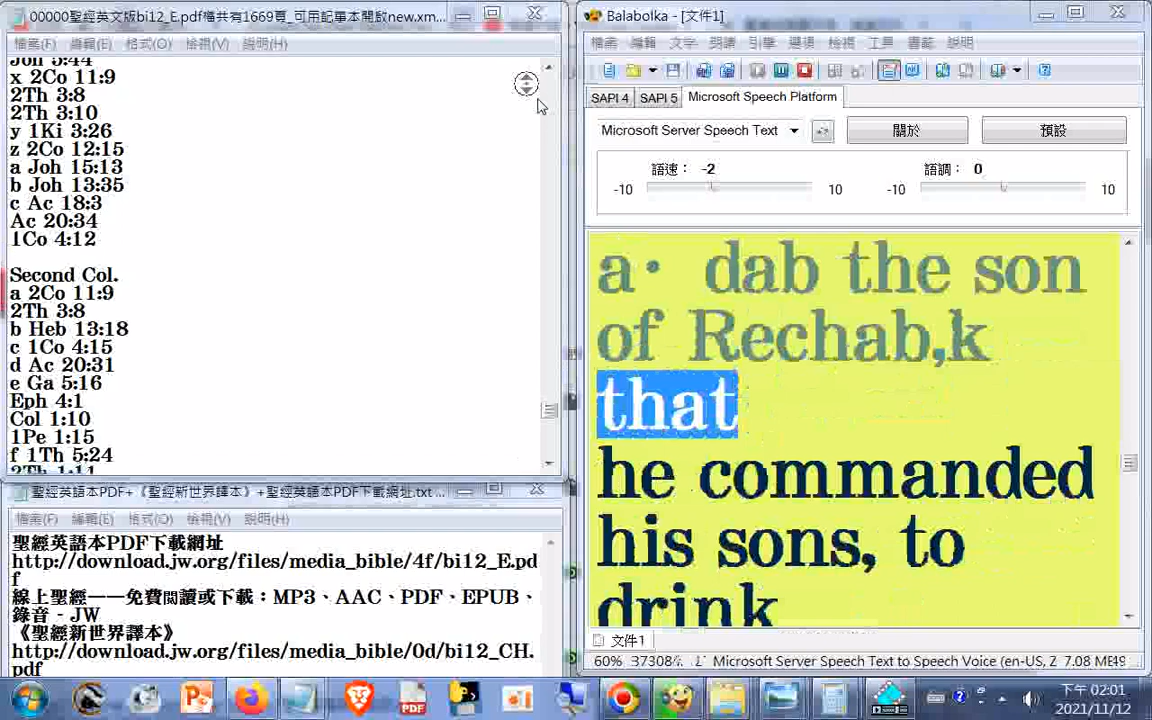 00000聖經英文版bi12_E.pdf檔共有1669頁_可用記事本開啟new.xm...
檔案(F) 編輯(E) 格式(O) 檢視(V) 說明(H)
Joh 5:44
x 2Co 11:9
2Th 3:8
2Th 3:10
y 1Ki 3:26
z 2Co 12:15
a Joh 15:13
b Joh 13:35
c Ac 18:3
Ac 20:34
1Co 4:12
Second Col.
a 2Co 11:9
2Th 3:8
b Heb 13:18
c 1Co 4:15
d Ac 20:31
e Ga 5:16
Eph 4:1
Col 1:10
1Pe 1:15
f 1Th 5:24
2Th 1:11
聖經英語本PDF+《聖經新世界譯本》+聖經英語本PDF下載網址.txt ...
檔案(F) 編輯(E) 格式(O) 檢視(V) 說明(H)
聖經英語本PDF下載網址
http://download.jw.org/files/media_bible/4f/bi12_E.pd
f
線上聖經——免費閱讀或下載：MP3、AAC、PDF、EPUB、
錄音 - JW
《聖經新世界譯本》
http://download.jw.org/files/media_bible/0d/bi12_CH.
pdf
Balabolka - [文件1]
檔案 編輯 文字 朗讀 引擎 選項 檢視 工具 書籤 說明
SAPI 4 SAPI 5 Microsoft Speech Platform
Microsoft Server Speech Text 關於 預設
語速： -2 語調： 0
-10 10 -10 10
a· dab the son
of Rechab,k
that
he commanded
his sons, to
drink
文件1
60% Microsoft Server Speech Text to Speech Voice (en-US, Z 7.08 ME
PDF
下午 02:01
2021/11/12